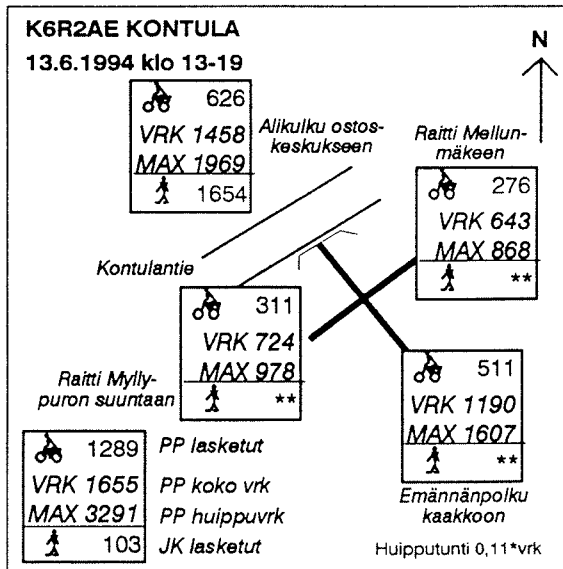 K6R2AE KONTULA
13.6.1994 klo 13-19
N
626
VRK 1458
MAX 1969
1654
Alikulku ostos-
keskukseen
Raitti Mellun-
mäkeen
276
VRK 643
MAX 868
**
Kontulantie
311
VRK 724
MAX 978
**
Raitti Mylly-
puron suuntaan
511
VRK 1190
MAX 1607
**
Emännänpolku
kaakkoon
1289 PP lasketut
VRK 1655 PP koko vrk
MAX 3291 PP huippuvrk
103 JK lasketut
Huipputunti 0,11*vrk